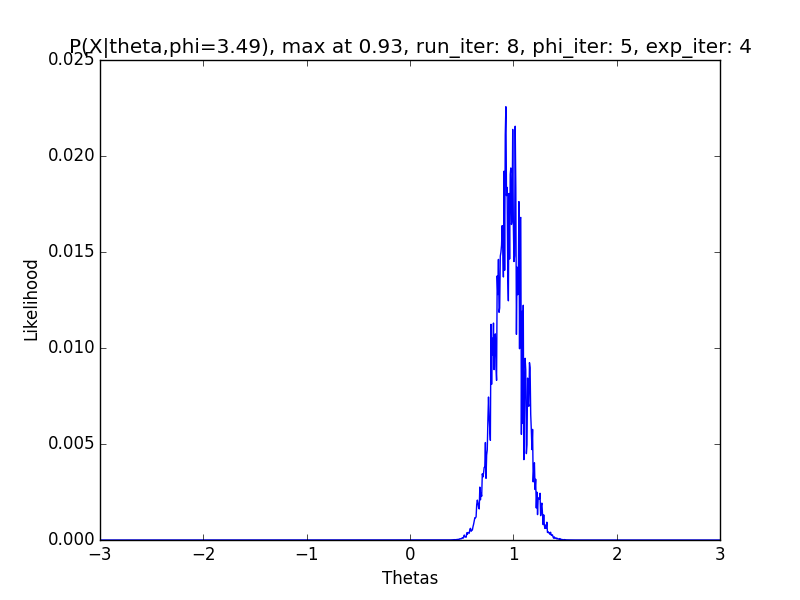 P(X|theta,phi=3.49), max at 0.93, run_iter: 8, phi_iter: 5, exp_iter: 4
0.025
0.020
0.015
0.010
0.005
0.000
Likelihood
−3 −2 −1 0 1 2 3
Thetas